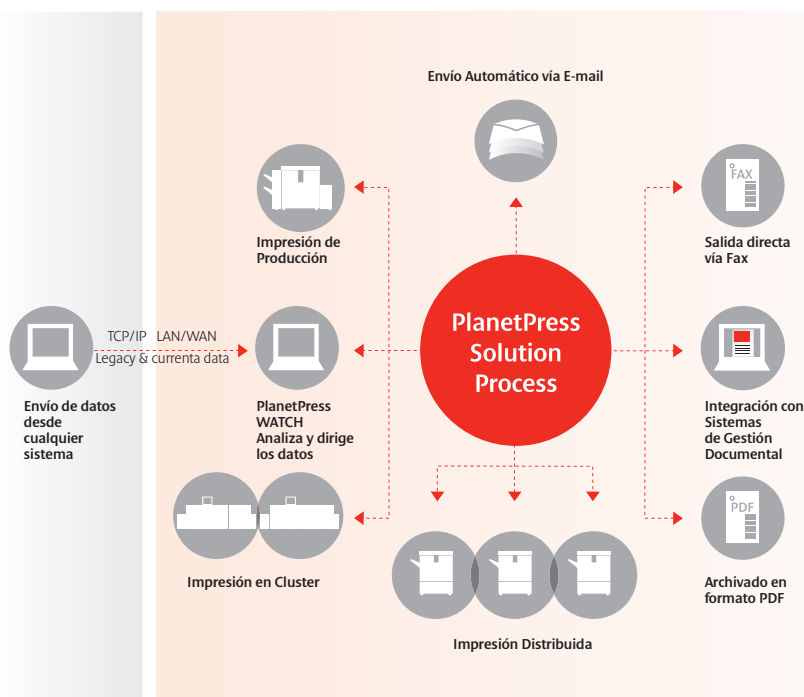 Envío Automático vía E-mail
FAX
Impresión de
Producción
Salida directa
vía Fax
PlanetPress
Solution
Process
TCP/IP LAN/WAN
Legacy & currenta data
Envío de datos
desde
cualquier
sistema
PlanetPress
WATCH
Analiza y dirige
los datos
Integración con
Sistemas
de Gestión
Documental
PDF
Impresión en Cluster
Archivado en
formato PDF
Impresión Distribuida